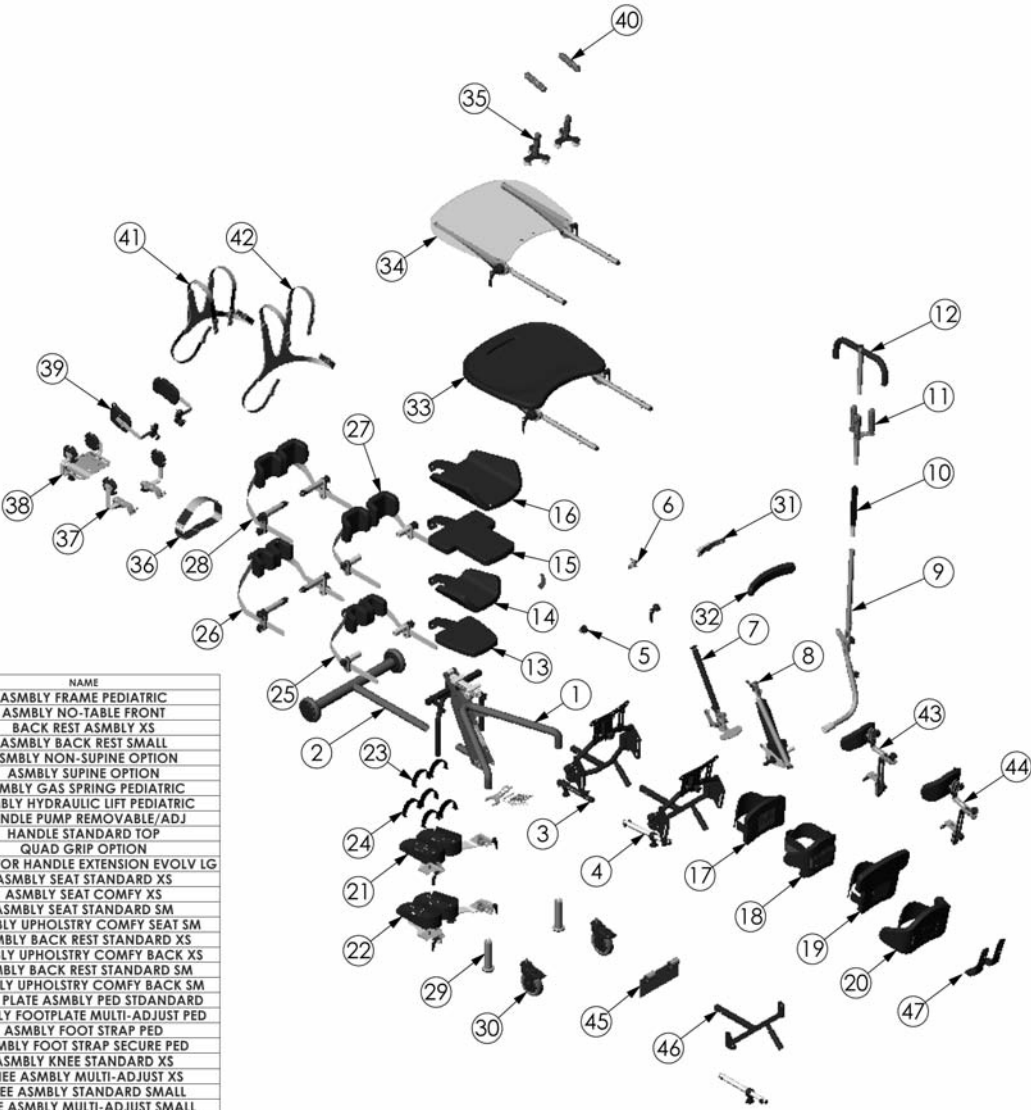 40
35
41
42
34
12
39
33
11
27
38
16
10
37
6
31
36
28
15
9
26
14
32
7
5
8
13
25
1
NAME
ASMBLY FRAME PEDIATRIC
ASMBLY NO-TABLE FRONT
BACK REST ASMBLY XS
ASMBLY BACK REST SMALL
SMBLY NON-SUPINE OPTION
ASMBLY SUPINE OPTION
MBLY GAS SPRING PEDIATRIC
BLY HYDRAULIC LIFT PEDIATRIC
NDLE PUMP REMOVABLE/ADJ
HANDLE STANDARD TOP
QUAD GRIP OPTION
OR HANDLE EXTENSION EVOLV LG
ASMBLY SEAT STANDARD XS
ASMBLY SEAT COMFY XS
ASMBLY SEAT STANDARD SM
BLY UPHOLSTRY COMFY SEAT SM
MBLY BACK REST STANDARD XS
LY UPHOLSTRY COMFY BACK XS
MBLY BACK REST STANDARD SM
LY UPHOLSTRY COMFY BACK SM
PLATE ASMBLY PED STDANDARD
LY FOOTPLATE MULTI-ADJUST PED
ASMBLY FOOT STRAP PED
MBLY FOOT STRAP SECURE PED
ASMBLY KNEE STANDARD XS
NEE ASMBLY MULTI-ADJUST XS
EE ASMBLY STANDARD SMALL
E ASMBLY MULTI-ADJUST SMALL
2
43
23
44
3
24
4
17
21
18
22
19
20
29
30
45
47
46